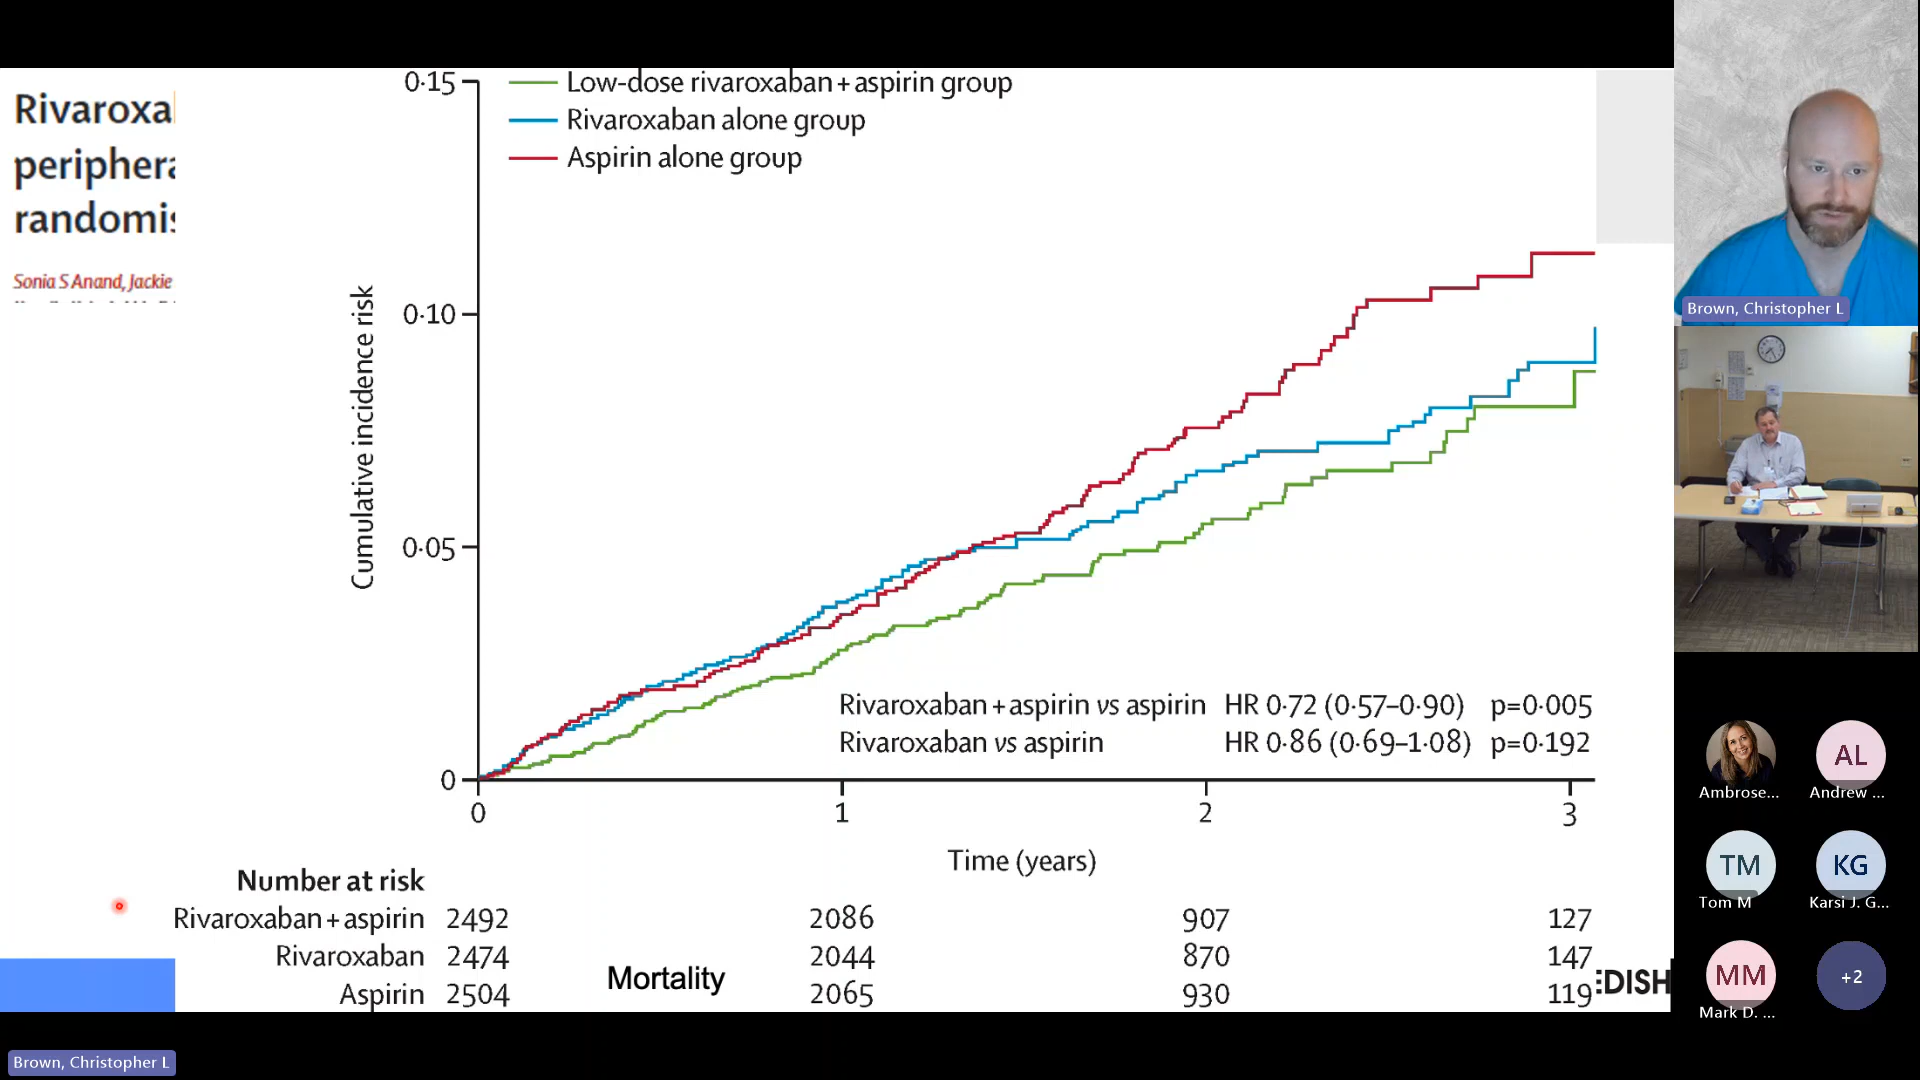 Rivaroxa
periphera
randomis
Sonia S Anand, Jackie
0·15
Low-dose rivaroxaban + aspirin group
Rivaroxaban alone group
Aspirin alone group
0·10
0·05
0
Cumulative incidence risk
Rivaroxaban + aspirin vs aspirin HR 0·72 (0·57–0·90) p=0·005
Rivaroxaban vs aspirin HR 0·86 (0·69–1·08) p=0·192
0 1 2 3
Time (years)
Number at risk
Rivaroxaban + aspirin 2492 2086 907 127
Rivaroxaban 2474 2044 870 147
Aspirin 2504 2065 930 119
Mortality
EDISH
Brown, Christopher L
Brown, Christopher L
AL
Ambrose...
Andrew ...
TM
KG
Tom M
Karsi J. G...
MM
+2
Mark D. ...